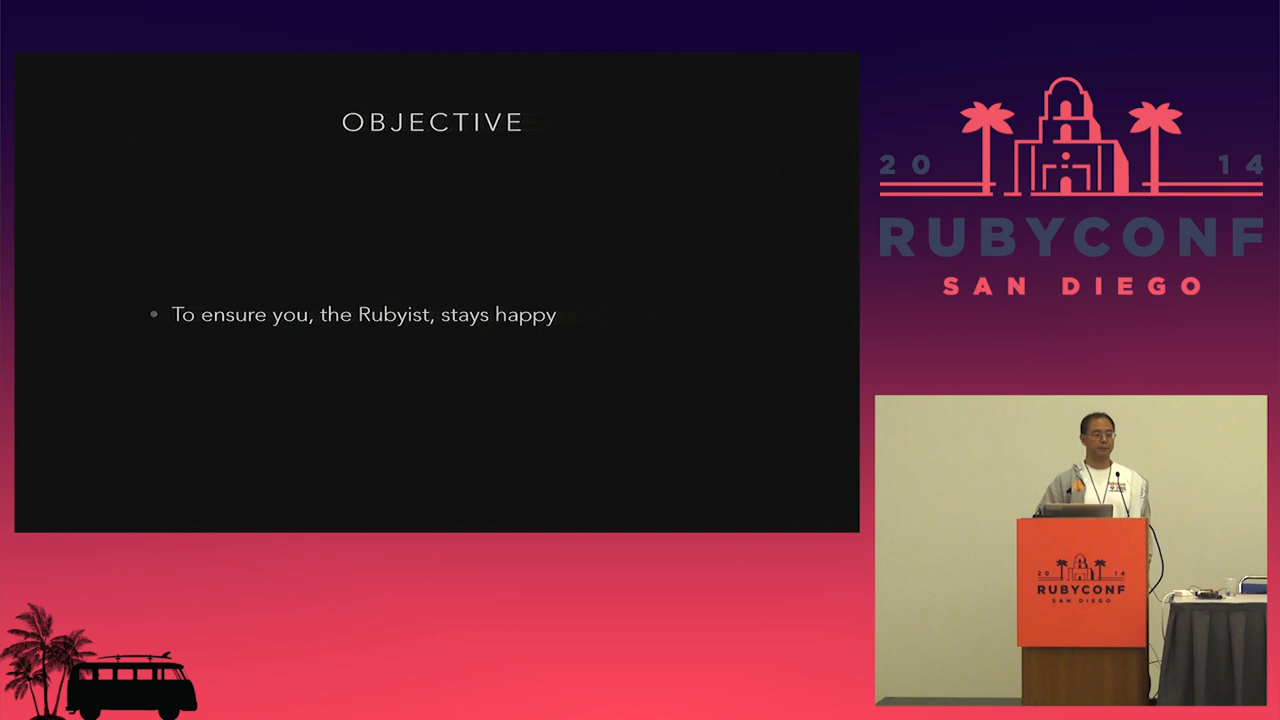 OBJECTIVE
• To ensure you, the Rubyist, stays happy
20 14
RUBYCONF
SAN DIEGO
20 14
RUBYCONF
SAN DIEGO